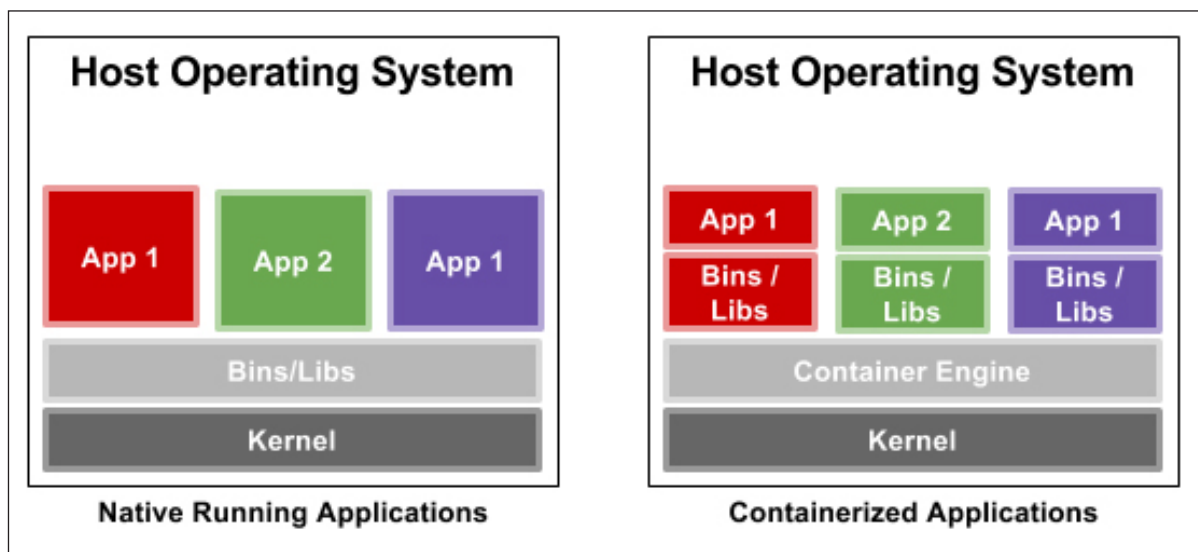 Host Operating System
App 1
App 2
App 1
Bins/Libs
Kernel
Native Running Applications
Host Operating System
App 1
App 2
App 1
Bins /
Libs
Bins /
Libs
Bins /
Libs
Container Engine
Kernel
Containerized Applications